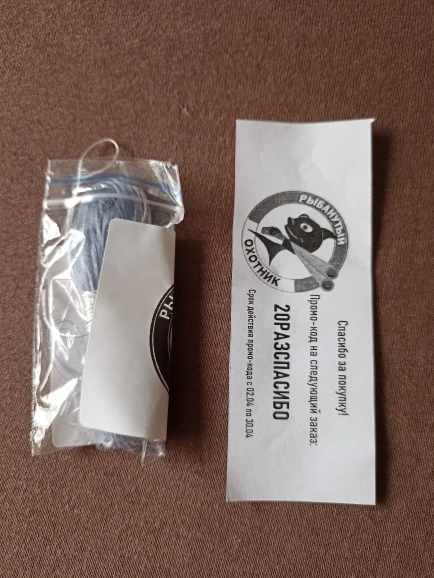 РЫБАНУТЫЙ
ОХОТНИК
Спасибо за покупку!
Промо-код на следующий заказ:
20РАЗСПАСИБО
Срок действия промо-кода с 02.04 по 30.04
РЫ